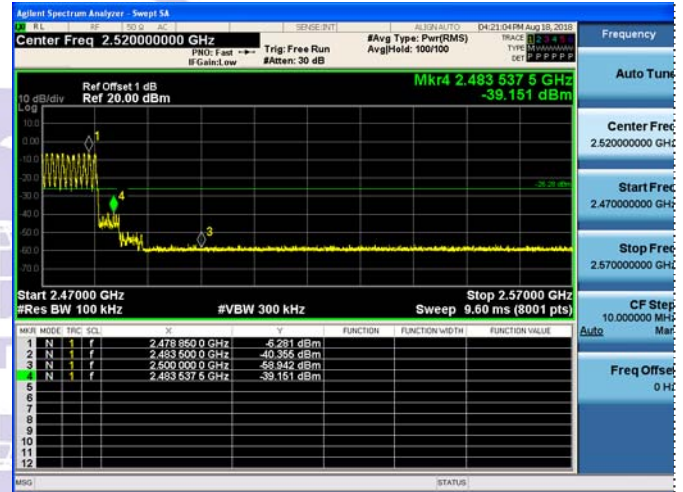 Agilent Spectrum Analyzer - Swept SA
RL RF 50 Ω AC SENSE:INT ALIGN AUTO 04:21:04 PM Aug 18, 2018
Center Freq 2.520000000 GHz
PNO: Fast
IFGain:Low
Trig: Free Run
#Atten: 30 dB
#Avg Type: Pwr(RMS)
Avg|Hold: 100/100
TRACE 1 2 3 4 5 6
TYPE
DET P P P P P P
Frequency
Auto Tune
Center Freq
2.520000000 GHz
Start Freq
2.470000000 GHz
Stop Freq
2.570000000 GHz
CF Step
10.000000 MHz
Auto Man
Freq Offset
0 Hz
Ref Offset 1 dB
10 dB/div Ref 20.00 dBm
Log
Mkr4 2.483 537 5 GHz
-39.151 dBm
10.0
0.00
-10.0
-20.0
-30.0
-40.0
-50.0
-60.0
-70.0
1
4
3
Start 2.47000 GHz Stop 2.57000 GHz
#Res BW 100 kHz #VBW 300 kHz Sweep 9.60 ms (8001 pts)
MKR MODE TRC SCL X Y FUNCTION FUNCTION WIDTH FUNCTION VALUE
1 N 1 f 2.478 850 0 GHz -6.281 dBm
2 N 1 f 2.483 500 0 GHz -40.355 dBm
3 N 1 f 2.500 000 0 GHz -58.942 dBm
4 N 1 f 2.483 537 5 GHz -39.151 dBm
5
6
7
8
9
10
11
12
MSG STATUS